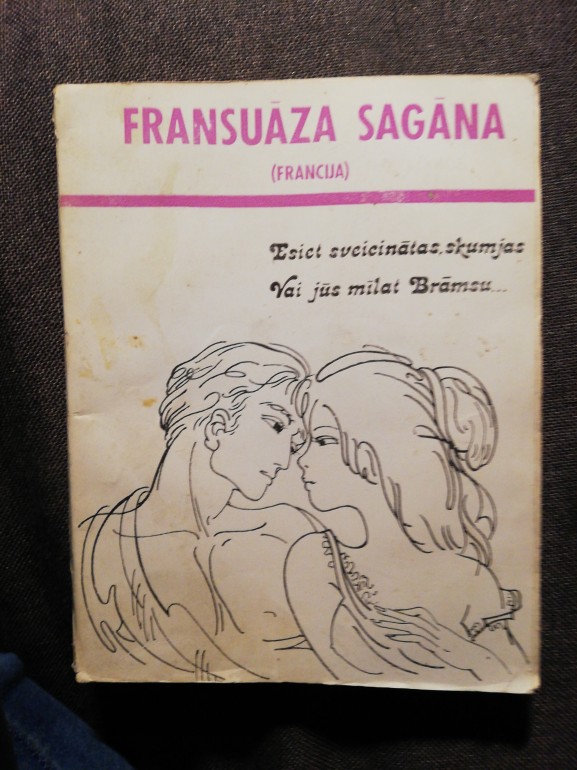 FRANSUĀZA SAGĀNA
(FRANCIJA)
Esiet sveicinātas, skumjas
Vai jūs mīlat Brāmsu...